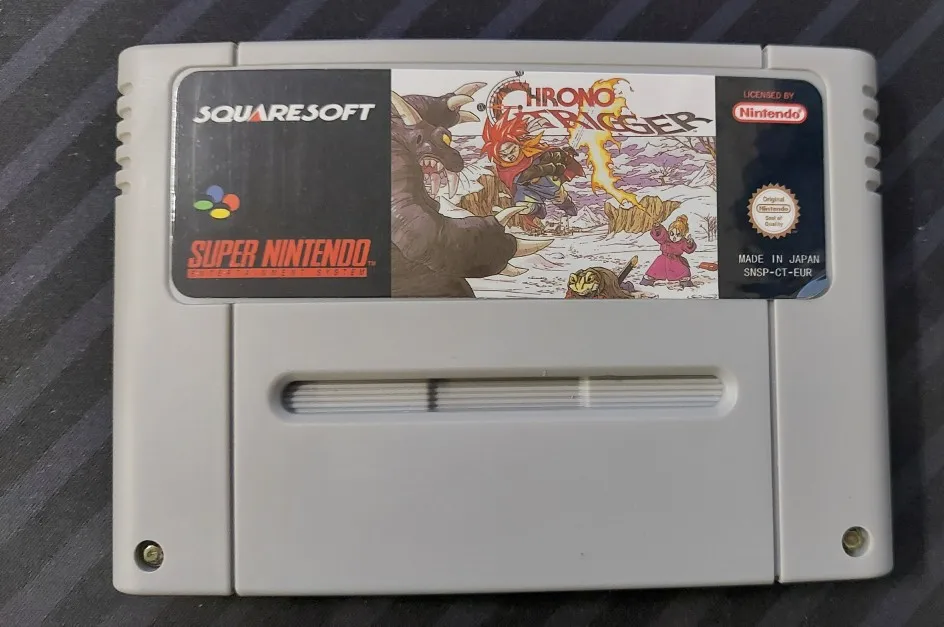 SQUARESOFT
SUPER NINTENDO
ENTERTAINMENT SYSTEM
CHRONO
TRIGGER
LICENSED BY
Nintendo
Original
Nintendo
Seal of
Quality
MADE IN JAPAN
SNSP-CT-EUR